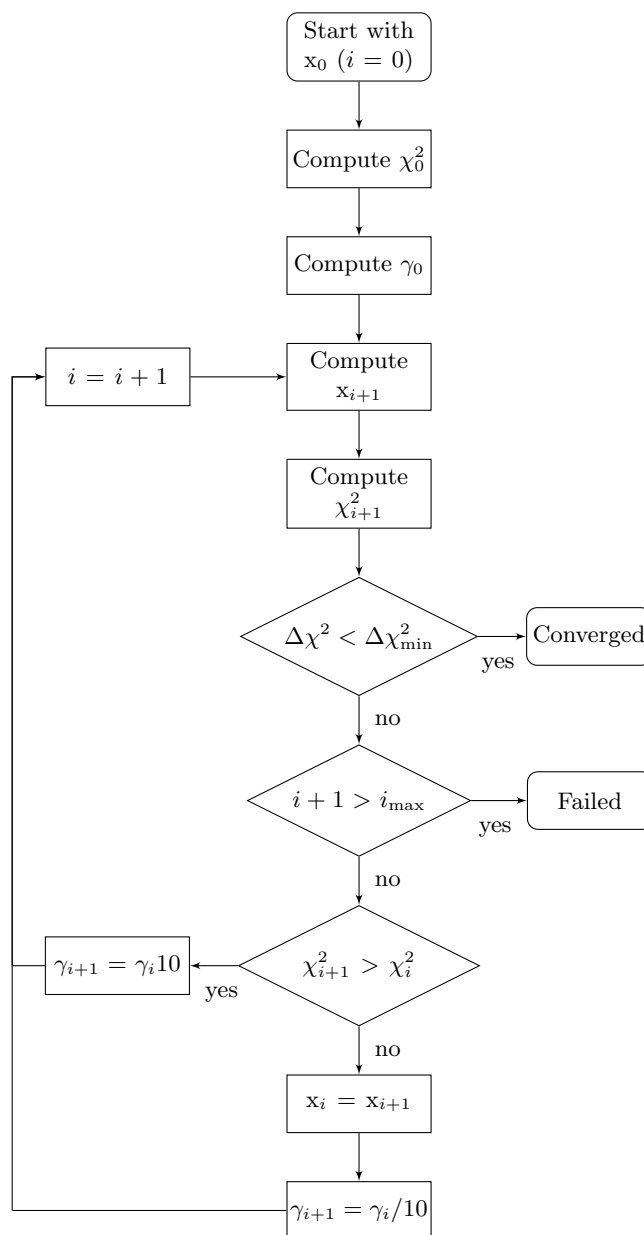 Start with
x₀ (i = 0)
Compute χ₀²
Compute γ₀
i = i + 1
Compute
xᵢ₊₁
Compute
χ²ᵢ₊₁
Δχ² < Δχ²min
yes
Converged
no
i + 1 > imax
yes
Failed
no
γᵢ₊₁ = γᵢ10
yes
χ²ᵢ₊₁ > χ²ᵢ
no
xᵢ = xᵢ₊₁
γᵢ₊₁ = γᵢ/10